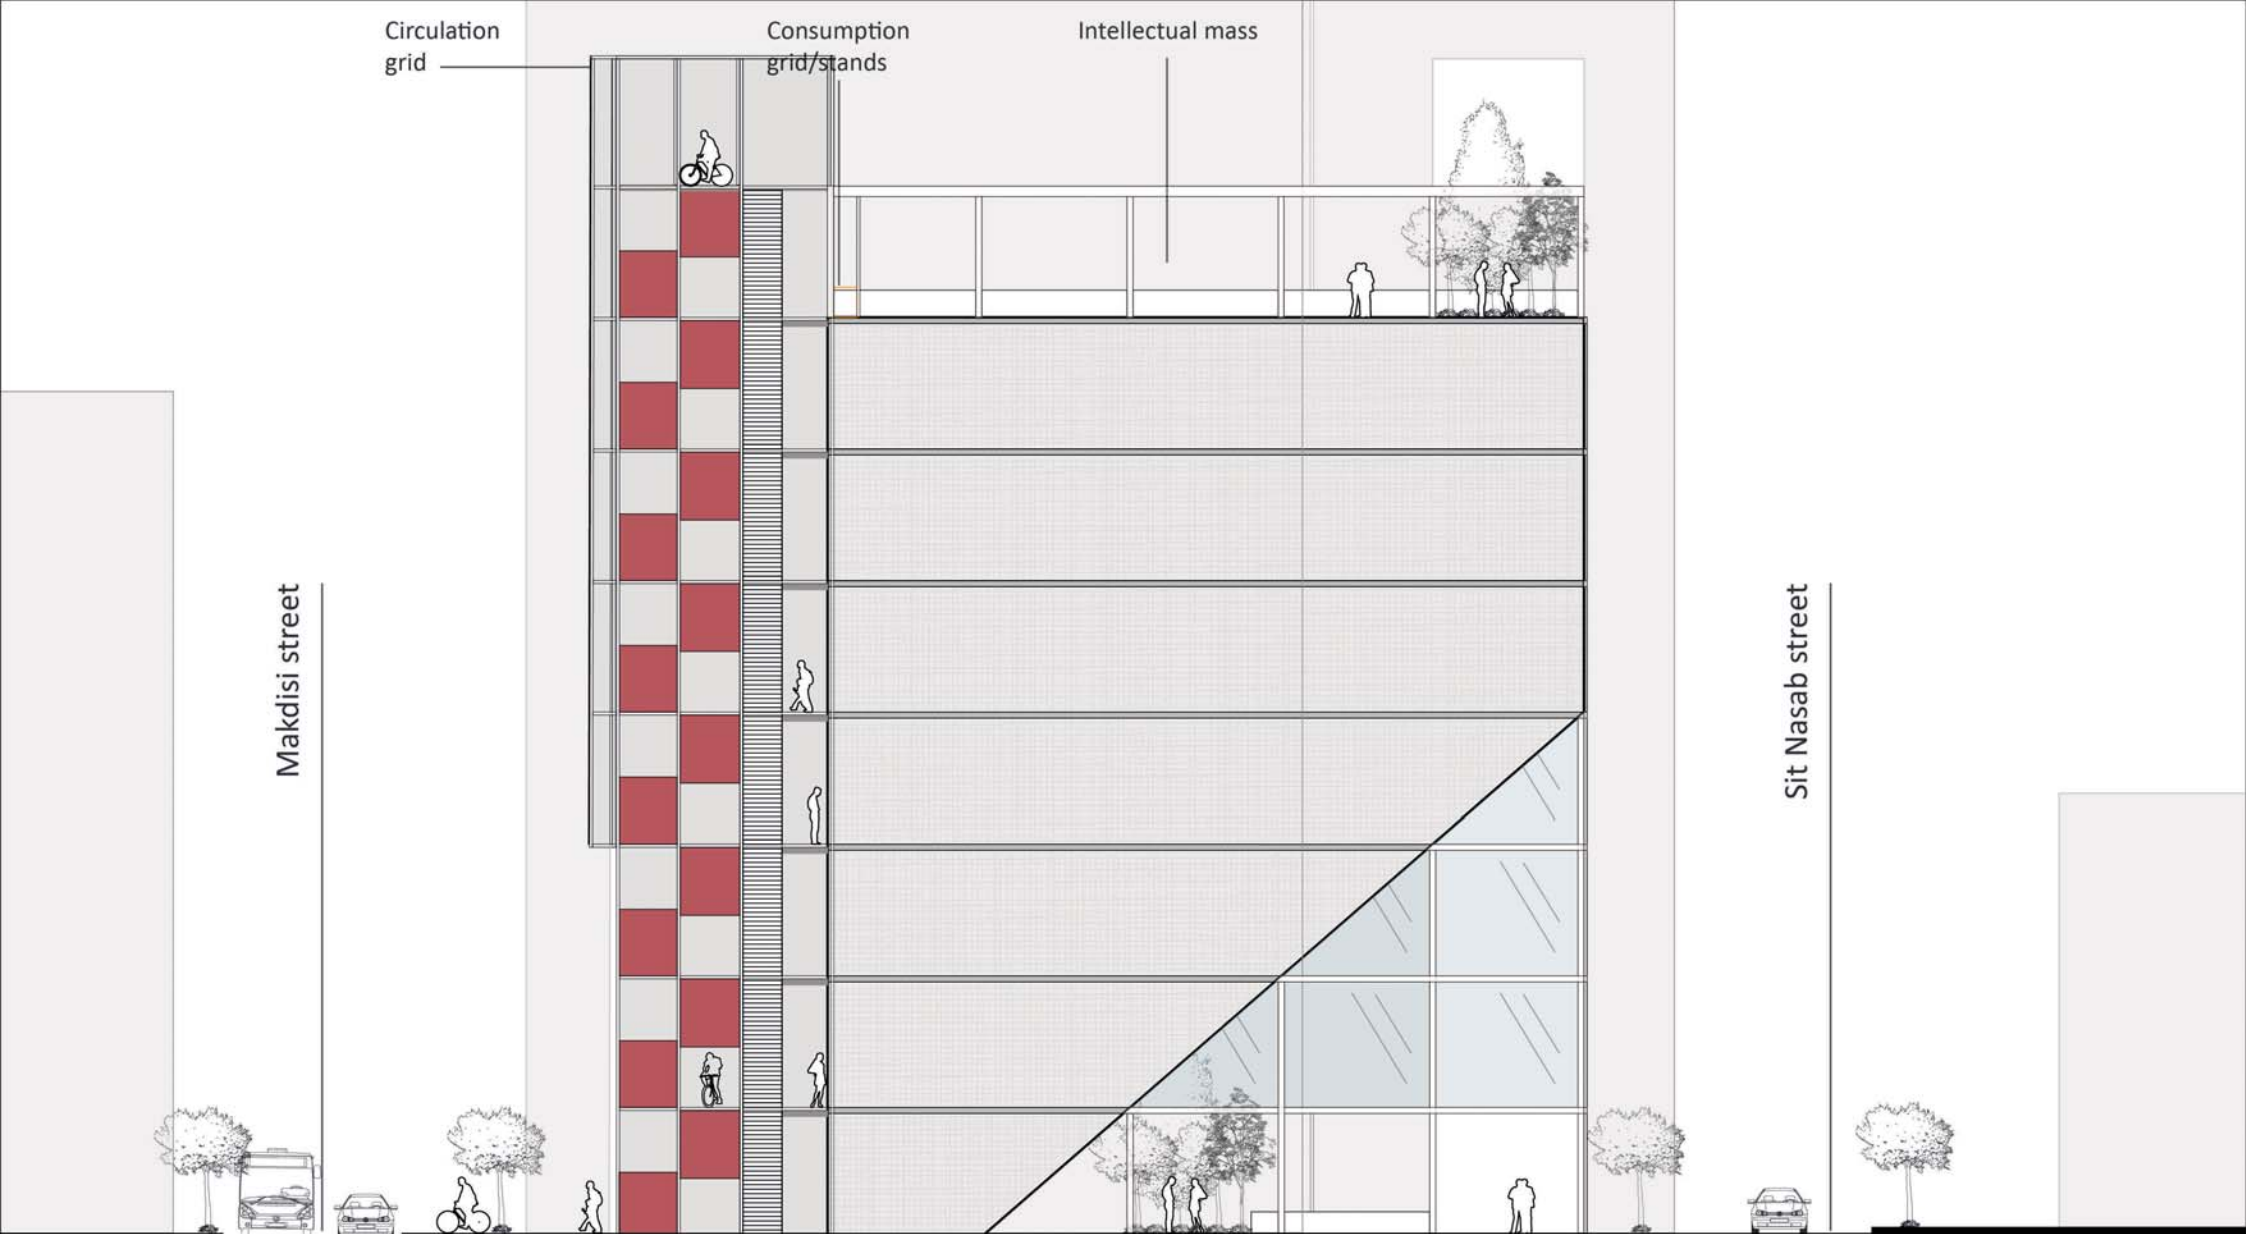 Circulation
grid
Consumption
grid/stands
Intellectual mass
Makdisi street
Sit Nasab street